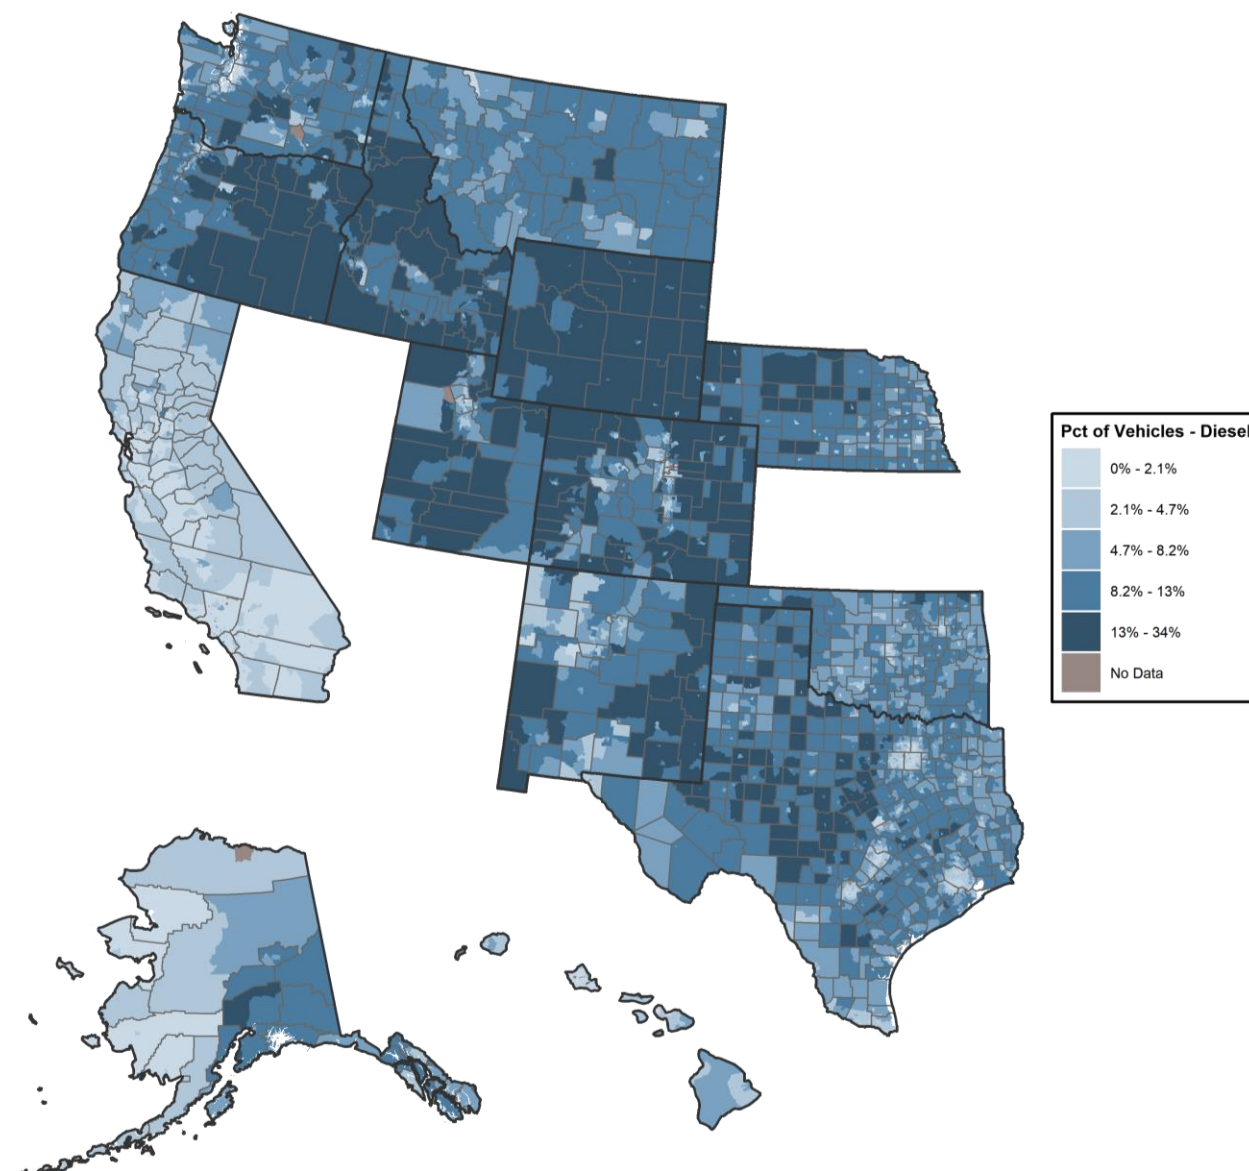 Pct of Vehicles - Diesel
0% - 2.1%
2.1% - 4.7%
4.7% - 8.2%
8.2% - 13%
13% - 34%
No Data